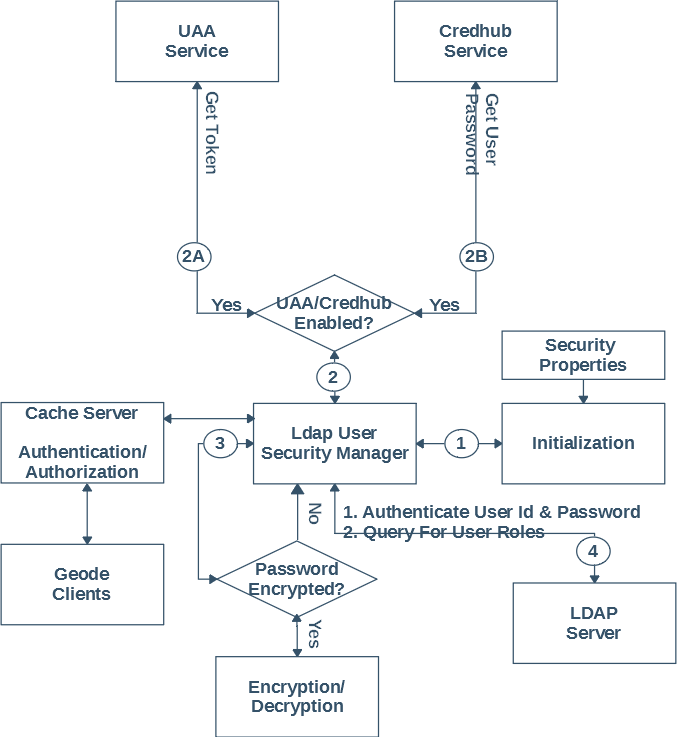 UAA
Service
Credhub
Service
Get Token
Get User
Password
2A
2B
Yes
UAA/Credhub
Enabled?
Yes
Security
Properties
2
Cache Server
Authentication/
Authorization
3
Ldap User
Security Manager
1
Initialization
No
1. Authenticate User Id & Password
2. Query For User Roles
4
Geode
Clients
Password
Encrypted?
LDAP
Server
Yes
Encryption/
Decryption